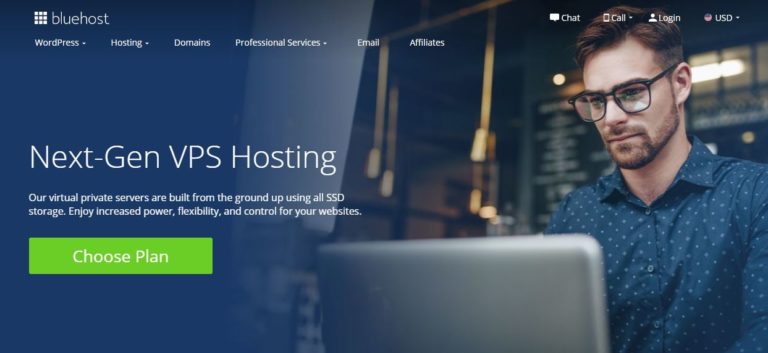 bluehost
Chat
Call
Login
USD
WordPress
Hosting
Domains
Professional Services
Email
Affiliates
Next-Gen VPS Hosting
Our virtual private servers are built from the ground up using all SSD
storage. Enjoy increased power, flexibility, and control for your websites.
Choose Plan